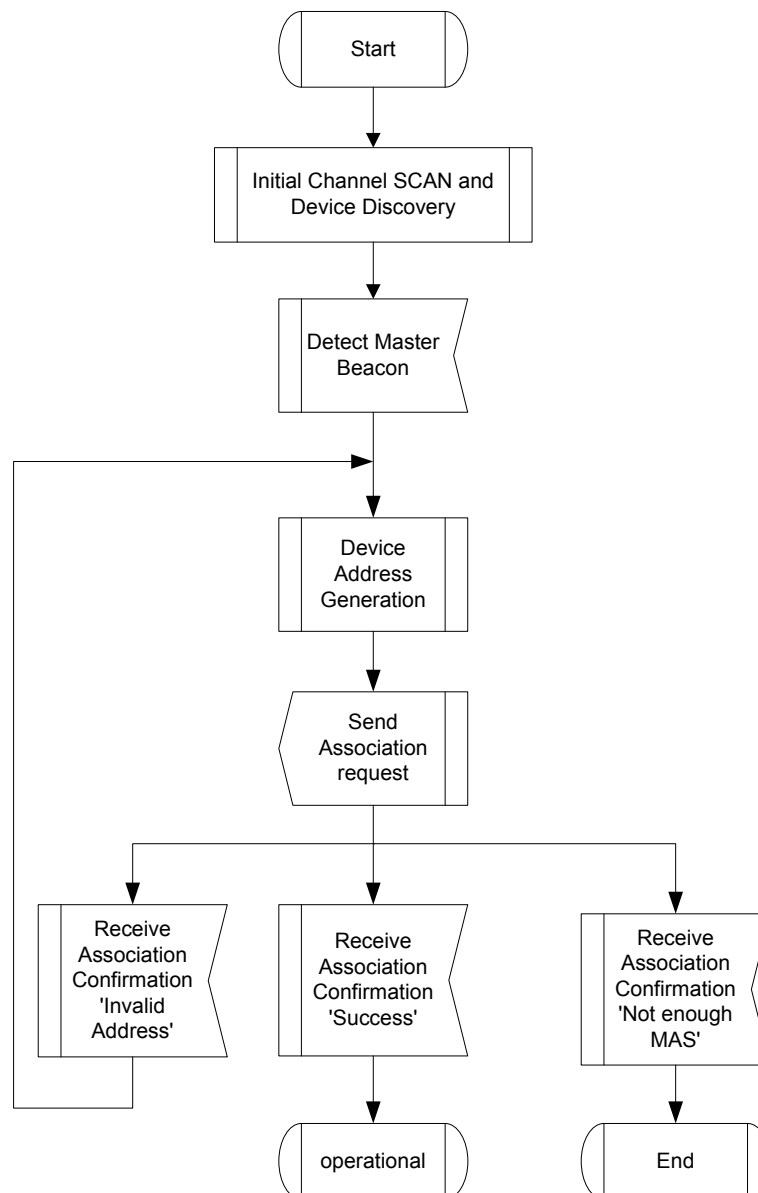 Start
Initial Channel SCAN and
Device Discovery
Detect Master
Beacon
Device
Address
Generation
Send
Association
request
Receive
Association
Confirmation
'Invalid
Address'
Receive
Association
Confirmation
'Success'
Receive
Association
Confirmation
'Not enough
MAS'
operational
End